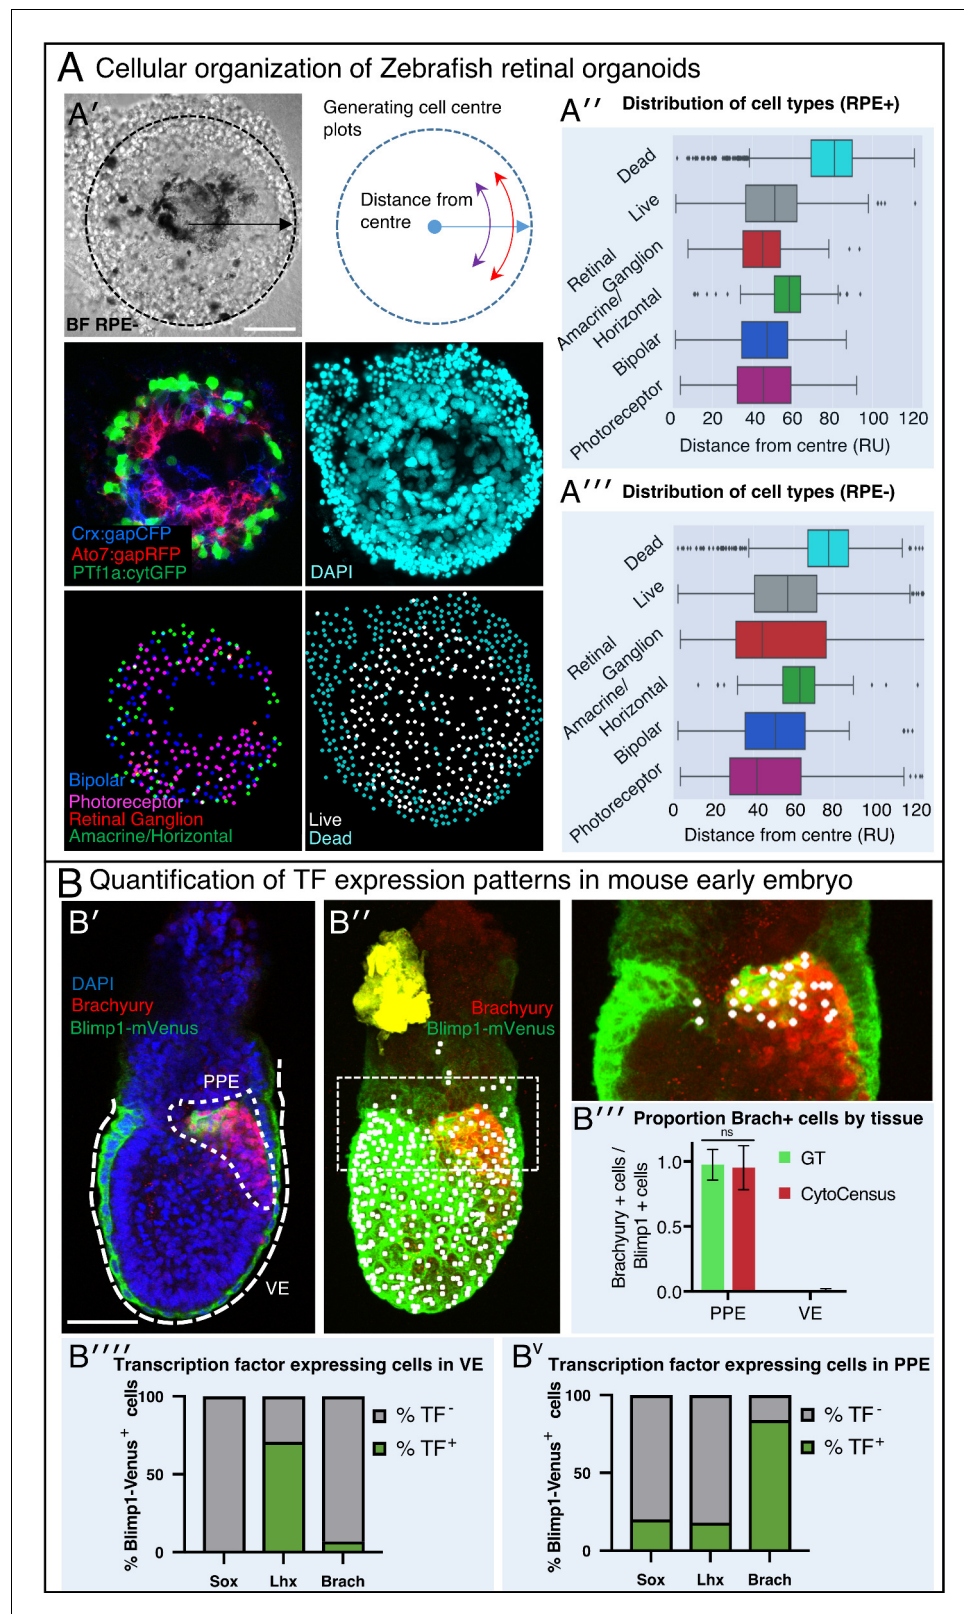 A Cellular organization of Zebrafish retinal organoids
A′
BF RPE-
Generating cell centre
plots
Distance from
centre
Crx:gapCFP
Ato7:gapRFP
PTf1a:cytGFP
DAPI
Bipolar
Photoreceptor
Retinal Ganglion
Amacrine/Horizontal
Live
Dead
A′′ Distribution of cell types (RPE+)
Dead
Live
Retinal
Ganglion
Amacrine/
Horizontal
Bipolar
Photoreceptor
0 20 40 60 80 100 120
Distance from centre (RU)
A′′′ Distribution of cell types (RPE-)
Dead
Live
Retinal
Ganglion
Amacrine/
Horizontal
Bipolar
Photoreceptor
0 20 40 60 80 100 120
Distance from centre (RU)
B Quantification of TF expression patterns in mouse early embryo
B′
DAPI
Brachyury
Blimp1-mVenus
PPE
VE
B′′
Brachyury
Blimp1-mVenus
B′′′ Proportion Brach+ cells by tissue
ns
GT
CytoCensus
Brachyury + cells /
Blimp1 + cells
1.0
0.5
0.0
PPE VE
B′′′′ Transcription factor expressing cells in VE
% Blimp1-Venus+ cells
100
50
0
% TF-
% TF+
Sox Lhx Brach
Bv Transcription factor expressing cells in PPE
% Blimp1-Venus+ cells
100
50
0
% TF-
% TF+
Sox Lhx Brach